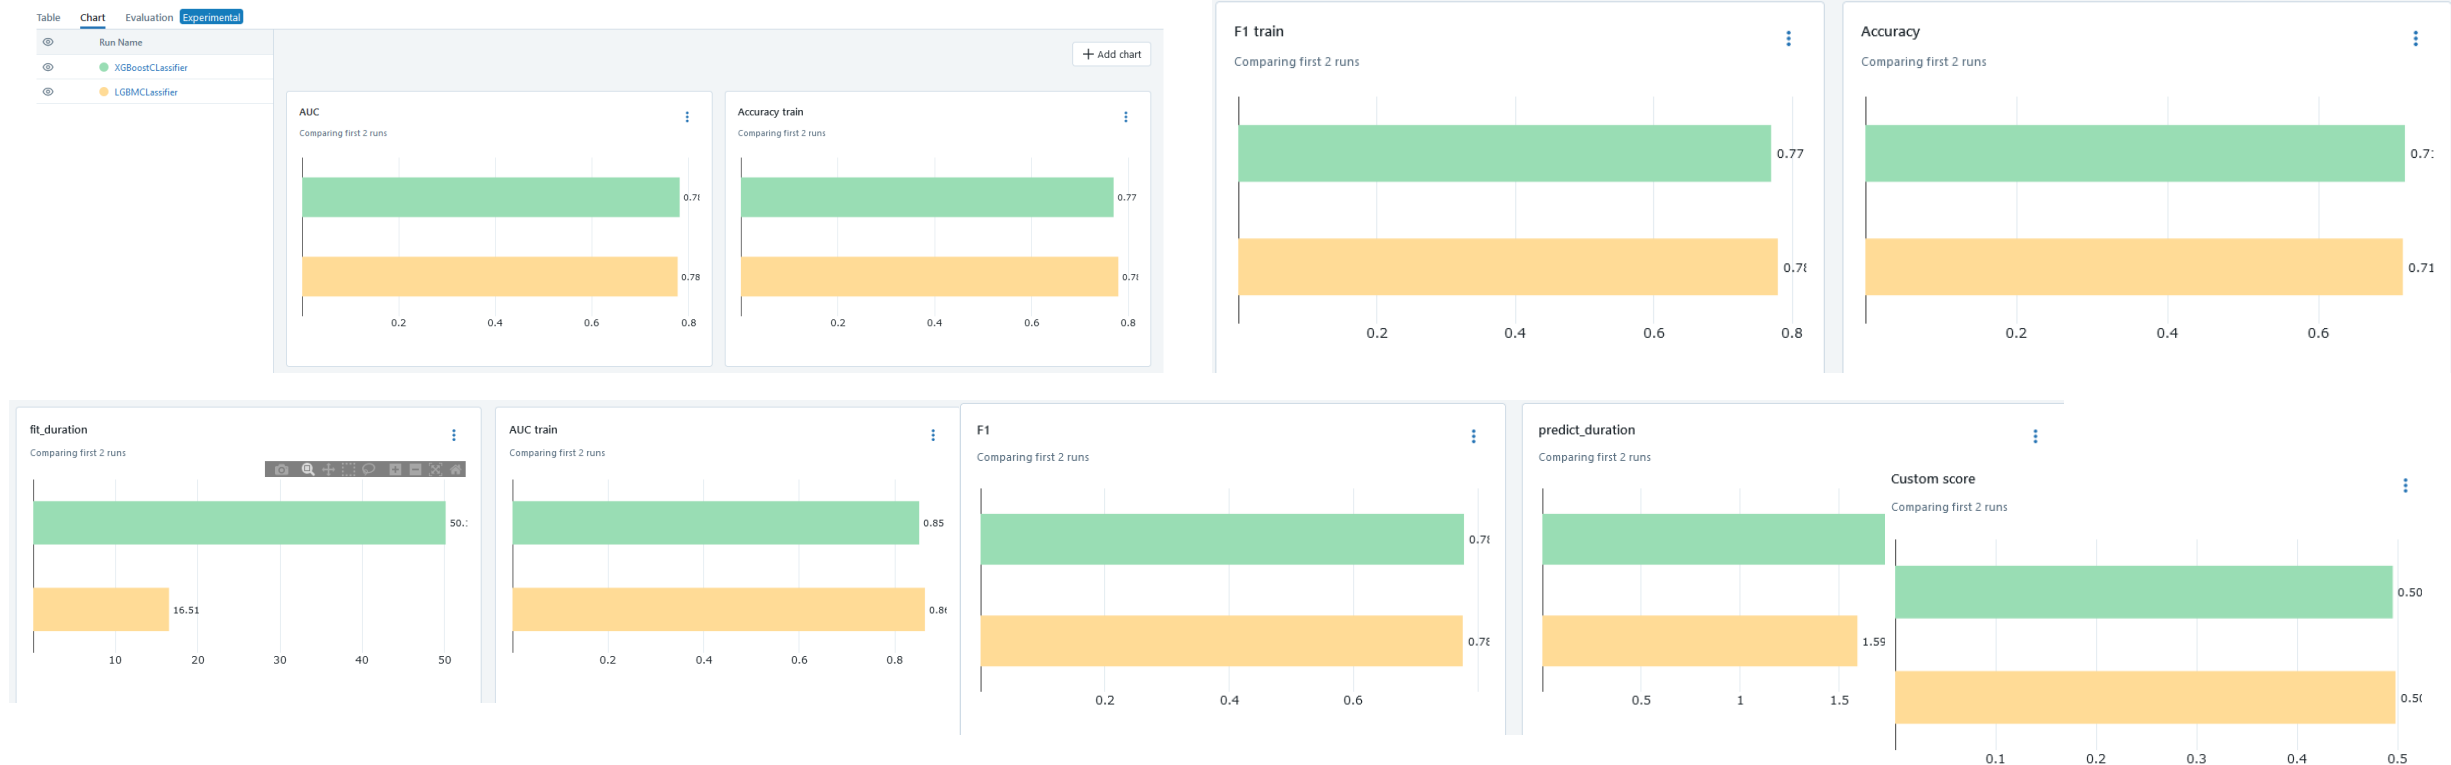 Table Chart Evaluation Experimental
Run Name
XGBoostCLassifier
LGBMCLassifier
+ Add chart
AUC
Comparing first 2 runs
0.78
0.2 0.4 0.6 0.8
Accuracy train
Comparing first 2 runs
0.77
0.2 0.4 0.6 0.8
F1 train
Comparing first 2 runs
0.77
0.2 0.4 0.6 0.8
Accuracy
Comparing first 2 runs
0.71
0.2 0.4 0.6
fit_duration
Comparing first 2 runs
16.51
10 20 30 40 50
AUC train
Comparing first 2 runs
0.85
0.2 0.4 0.6 0.8
F1
Comparing first 2 runs
0.2 0.4 0.6
predict_duration
Comparing first 2 runs
1.59
0.5 1 1.5
Custom score
Comparing first 2 runs
0.50
0.1 0.2 0.3 0.4 0.5